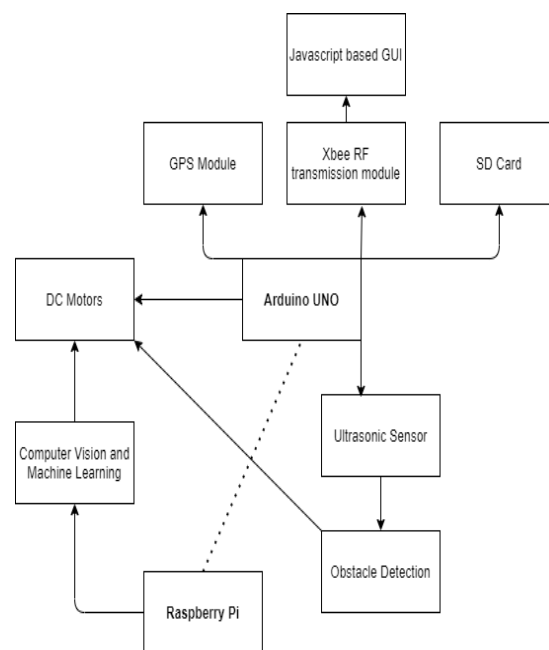 Javascript based GUI
GPS Module
Xbee RF
transmission module
SD Card
DC Motors
Arduino UNO
Computer Vision and
Machine Learning
Ultrasonic Sensor
Obstacle Detection
Raspberry Pi